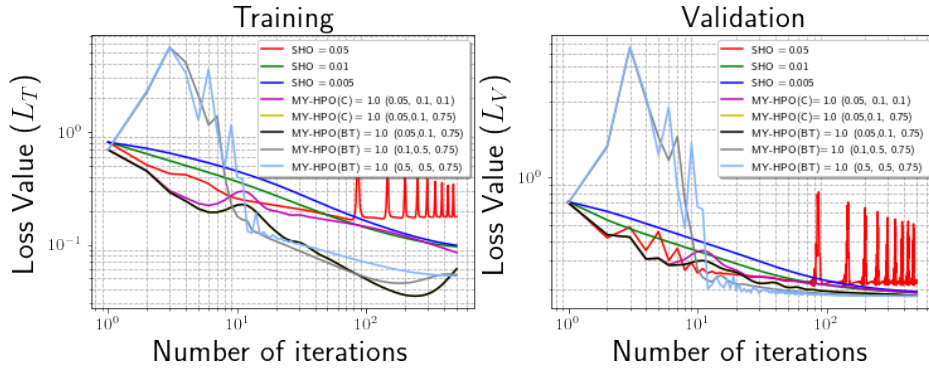 Training
Loss Value (L_T)
10^0
10^-1
SHO = 0.05
SHO = 0.01
SHO = 0.005
MY-HPO(C)= 1.0 (0.05, 0.1, 0.1)
MY-HPO(C) = 1.0 (0.05,0.1, 0.75)
MY-HPO(BT) = 1.0 (0.05,0.1, 0.75)
MY-HPO(BT)= 1.0 (0.1,0.5, 0.75)
MY-HPO(BT) = 1.0 (0.5, 0.5, 0.75)
10^0
10^1
10^2
Number of iterations
Validation
Loss Value (L_V)
10^0
SHO = 0.05
SHO = 0.01
SHO = 0.005
MY-HPO(C)= 1.0 (0.05, 0.1, 0.1)
MY-HPO(C) = 1.0 (0.05,0.1, 0.75)
MY-HPO(BT) = 1.0 (0.05,0.1, 0.75)
MY-HPO(BT)= 1.0 (0.1,0.5, 0.75)
MY-HPO(BT) = 1.0 (0.5, 0.5, 0.75)
10^0
10^1
10^2
Number of iterations